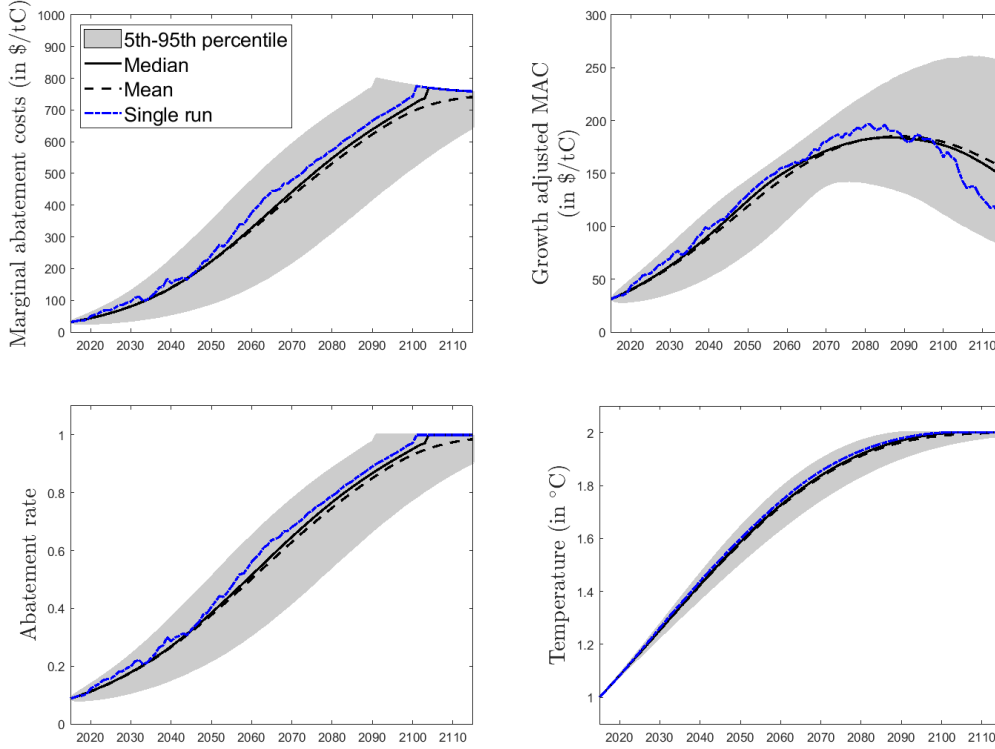 Marginal abatement costs (in $/tC)
1000
900
800
700
600
500
400
300
200
100
0
5th-95th percentile
Median
Mean
Single run
2020 2030 2040 2050 2060 2070 2080 2090 2100 2110
Growth adjusted MAC
(in $/tC)
300
250
200
150
100
50
0
2020 2030 2040 2050 2060 2070 2080 2090 2100 2110
Abatement rate
1
0.8
0.6
0.4
0.2
0
2020 2030 2040 2050 2060 2070 2080 2090 2100 2110
Temperature (in °C)
2
1.8
1.6
1.4
1.2
1
2020 2030 2040 2050 2060 2070 2080 2090 2100 2110